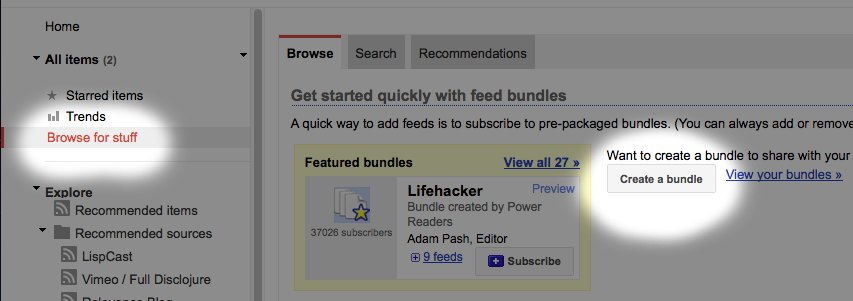 Home
All items (2)
Starred items
Trends
Browse for stuff
Explore
Recommended items
Recommended sources
LispCast
Vimeo / Full Disclojure
Browse
Search
Recommendations
Get started quickly with feed bundles
A quick way to add feeds is to subscribe to pre-packaged bundles. (You can always add or remove
Featured bundles
View all 27 »
Lifehacker
Preview
Bundle created by Power
Readers
37026 subscribers
Adam Pash, Editor
9 feeds
Subscribe
Want to create a bundle to share with your
Create a bundle
View your bundles »